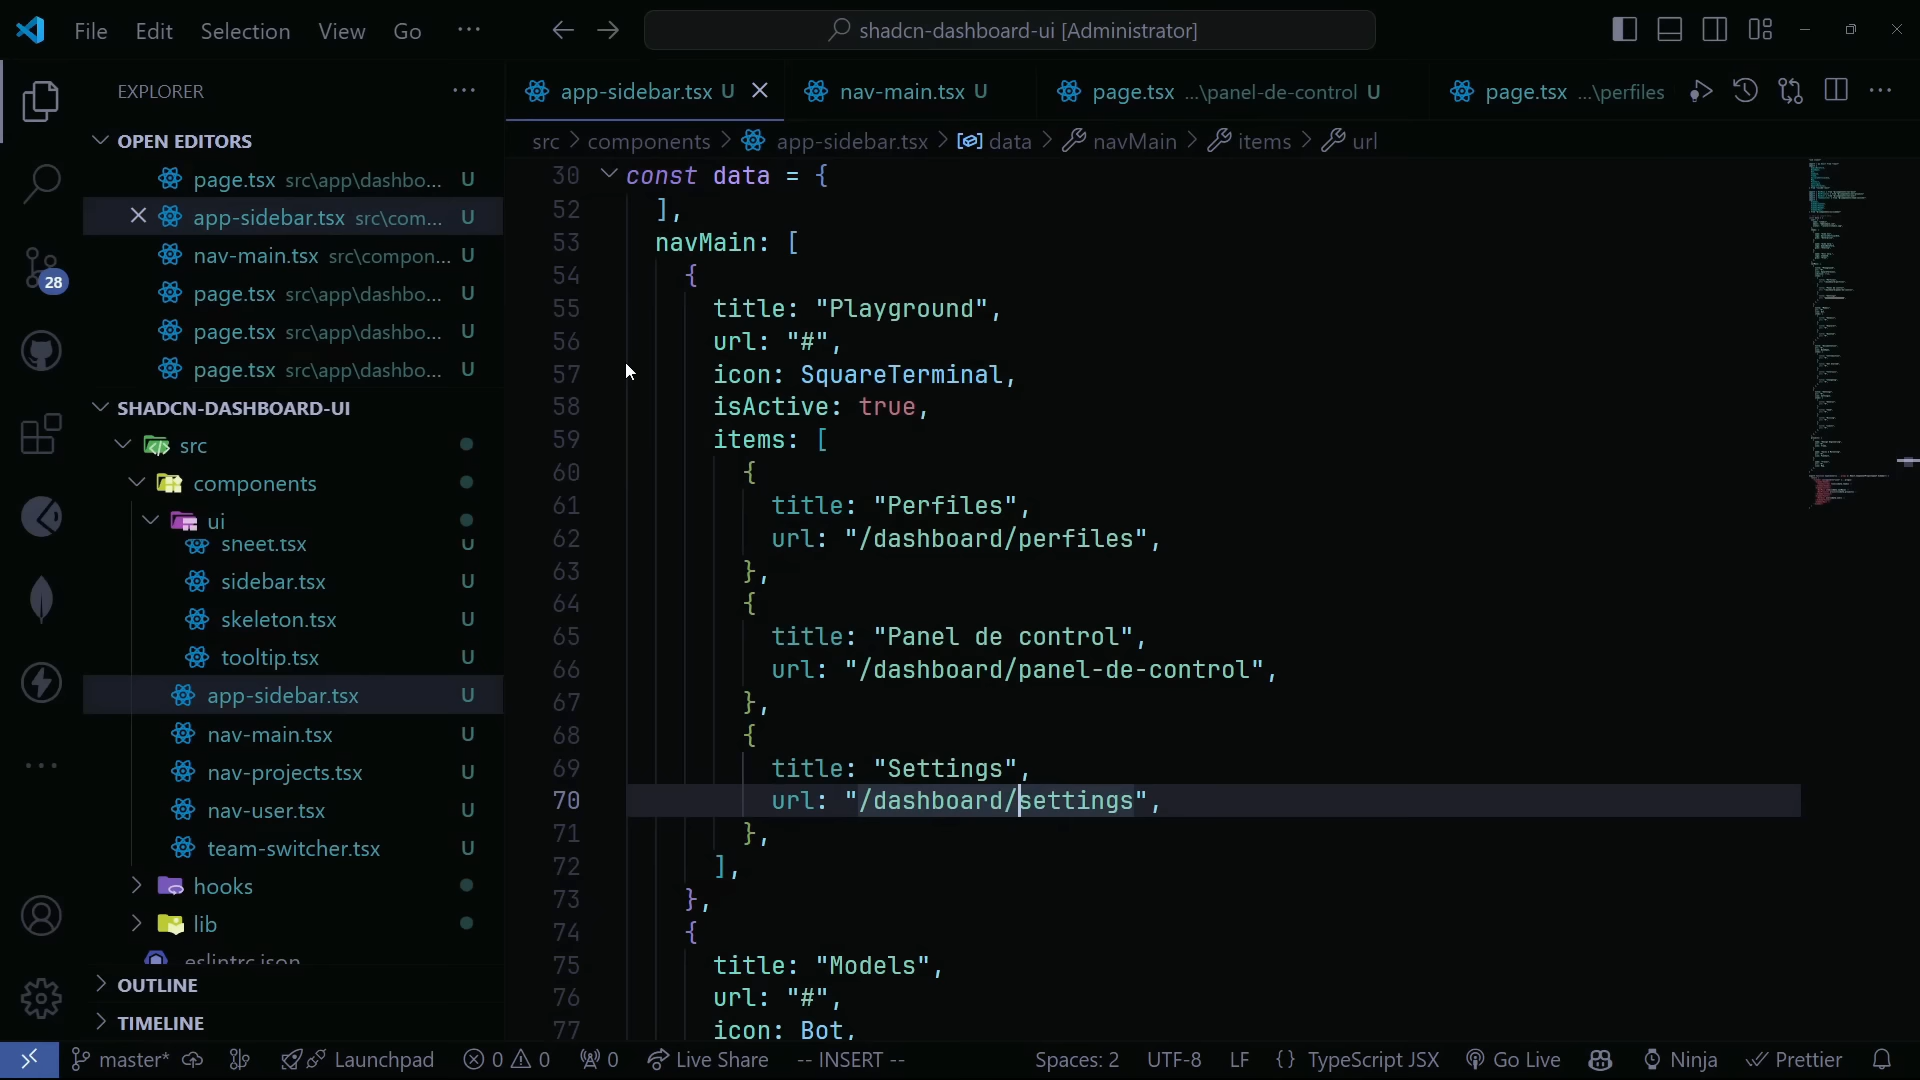 File Edit Selection View Go ··· shadcn-dashboard-ui [Administrator]
EXPLORER ···
app-sidebar.tsx U
nav-main.tsx U
page.tsx ...\panel-de-control U
page.tsx ...\perfiles
src > components > app-sidebar.tsx > data > navMain > items > url
OPEN EDITORS
page.tsx src\app\dashbo... U
app-sidebar.tsx src\com... U
nav-main.tsx src\compon... U
page.tsx src\app\dashbo... U
page.tsx src\app\dashbo... U
page.tsx src\app\dashbo... U
28
SHADCN-DASHBOARD-UI
src
components
ui
sheet.tsx U
sidebar.tsx U
skeleton.tsx U
tooltip.tsx U
app-sidebar.tsx U
nav-main.tsx U
nav-projects.tsx U
nav-user.tsx U
team-switcher.tsx U
hooks
lib
.eslintrc.json
OUTLINE
TIMELINE
30 const data = {
52 ],
53 navMain: [
54 {
55 title: "Playground",
56 url: "#",
57 icon: SquareTerminal,
58 isActive: true,
59 items: [
60 {
61 title: "Perfiles",
62 url: "/dashboard/perfiles",
63 },
64 {
65 title: "Panel de control",
66 url: "/dashboard/panel-de-control",
67 },
68 {
69 title: "Settings",
70 url: "/dashboard/settings",
71 },
72 ],
73 },
74 {
75 title: "Models",
76 url: "#",
77 icon: Bot,
master* Launchpad 0 0 0 Live Share -- INSERT -- Spaces: 2 UTF-8 LF {} TypeScript JSX Go Live Ninja Prettier